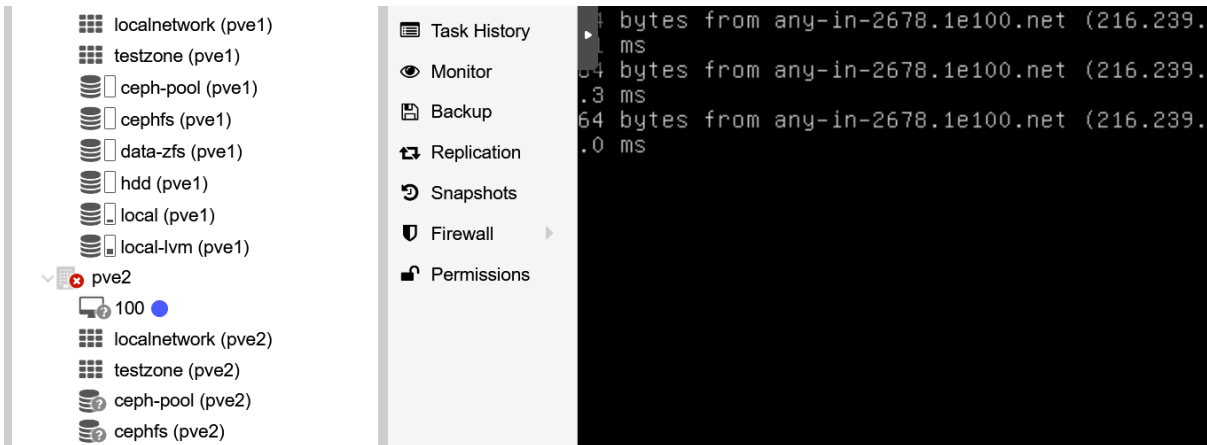 localnetwork (pve1)
testzone (pve1)
ceph-pool (pve1)
cephfs (pve1)
data-zfs (pve1)
hdd (pve1)
local (pve1)
local-lvm (pve1)
pve2
100
localnetwork (pve2)
testzone (pve2)
ceph-pool (pve2)
cephfs (pve2)
Task History
Monitor
Backup
Replication
Snapshots
Firewall
Permissions
bytes from any-in-2678.1e100.net (216.239.
ms
64 bytes from any-in-2678.1e100.net (216.239.
.3 ms
64 bytes from any-in-2678.1e100.net (216.239.
.0 ms